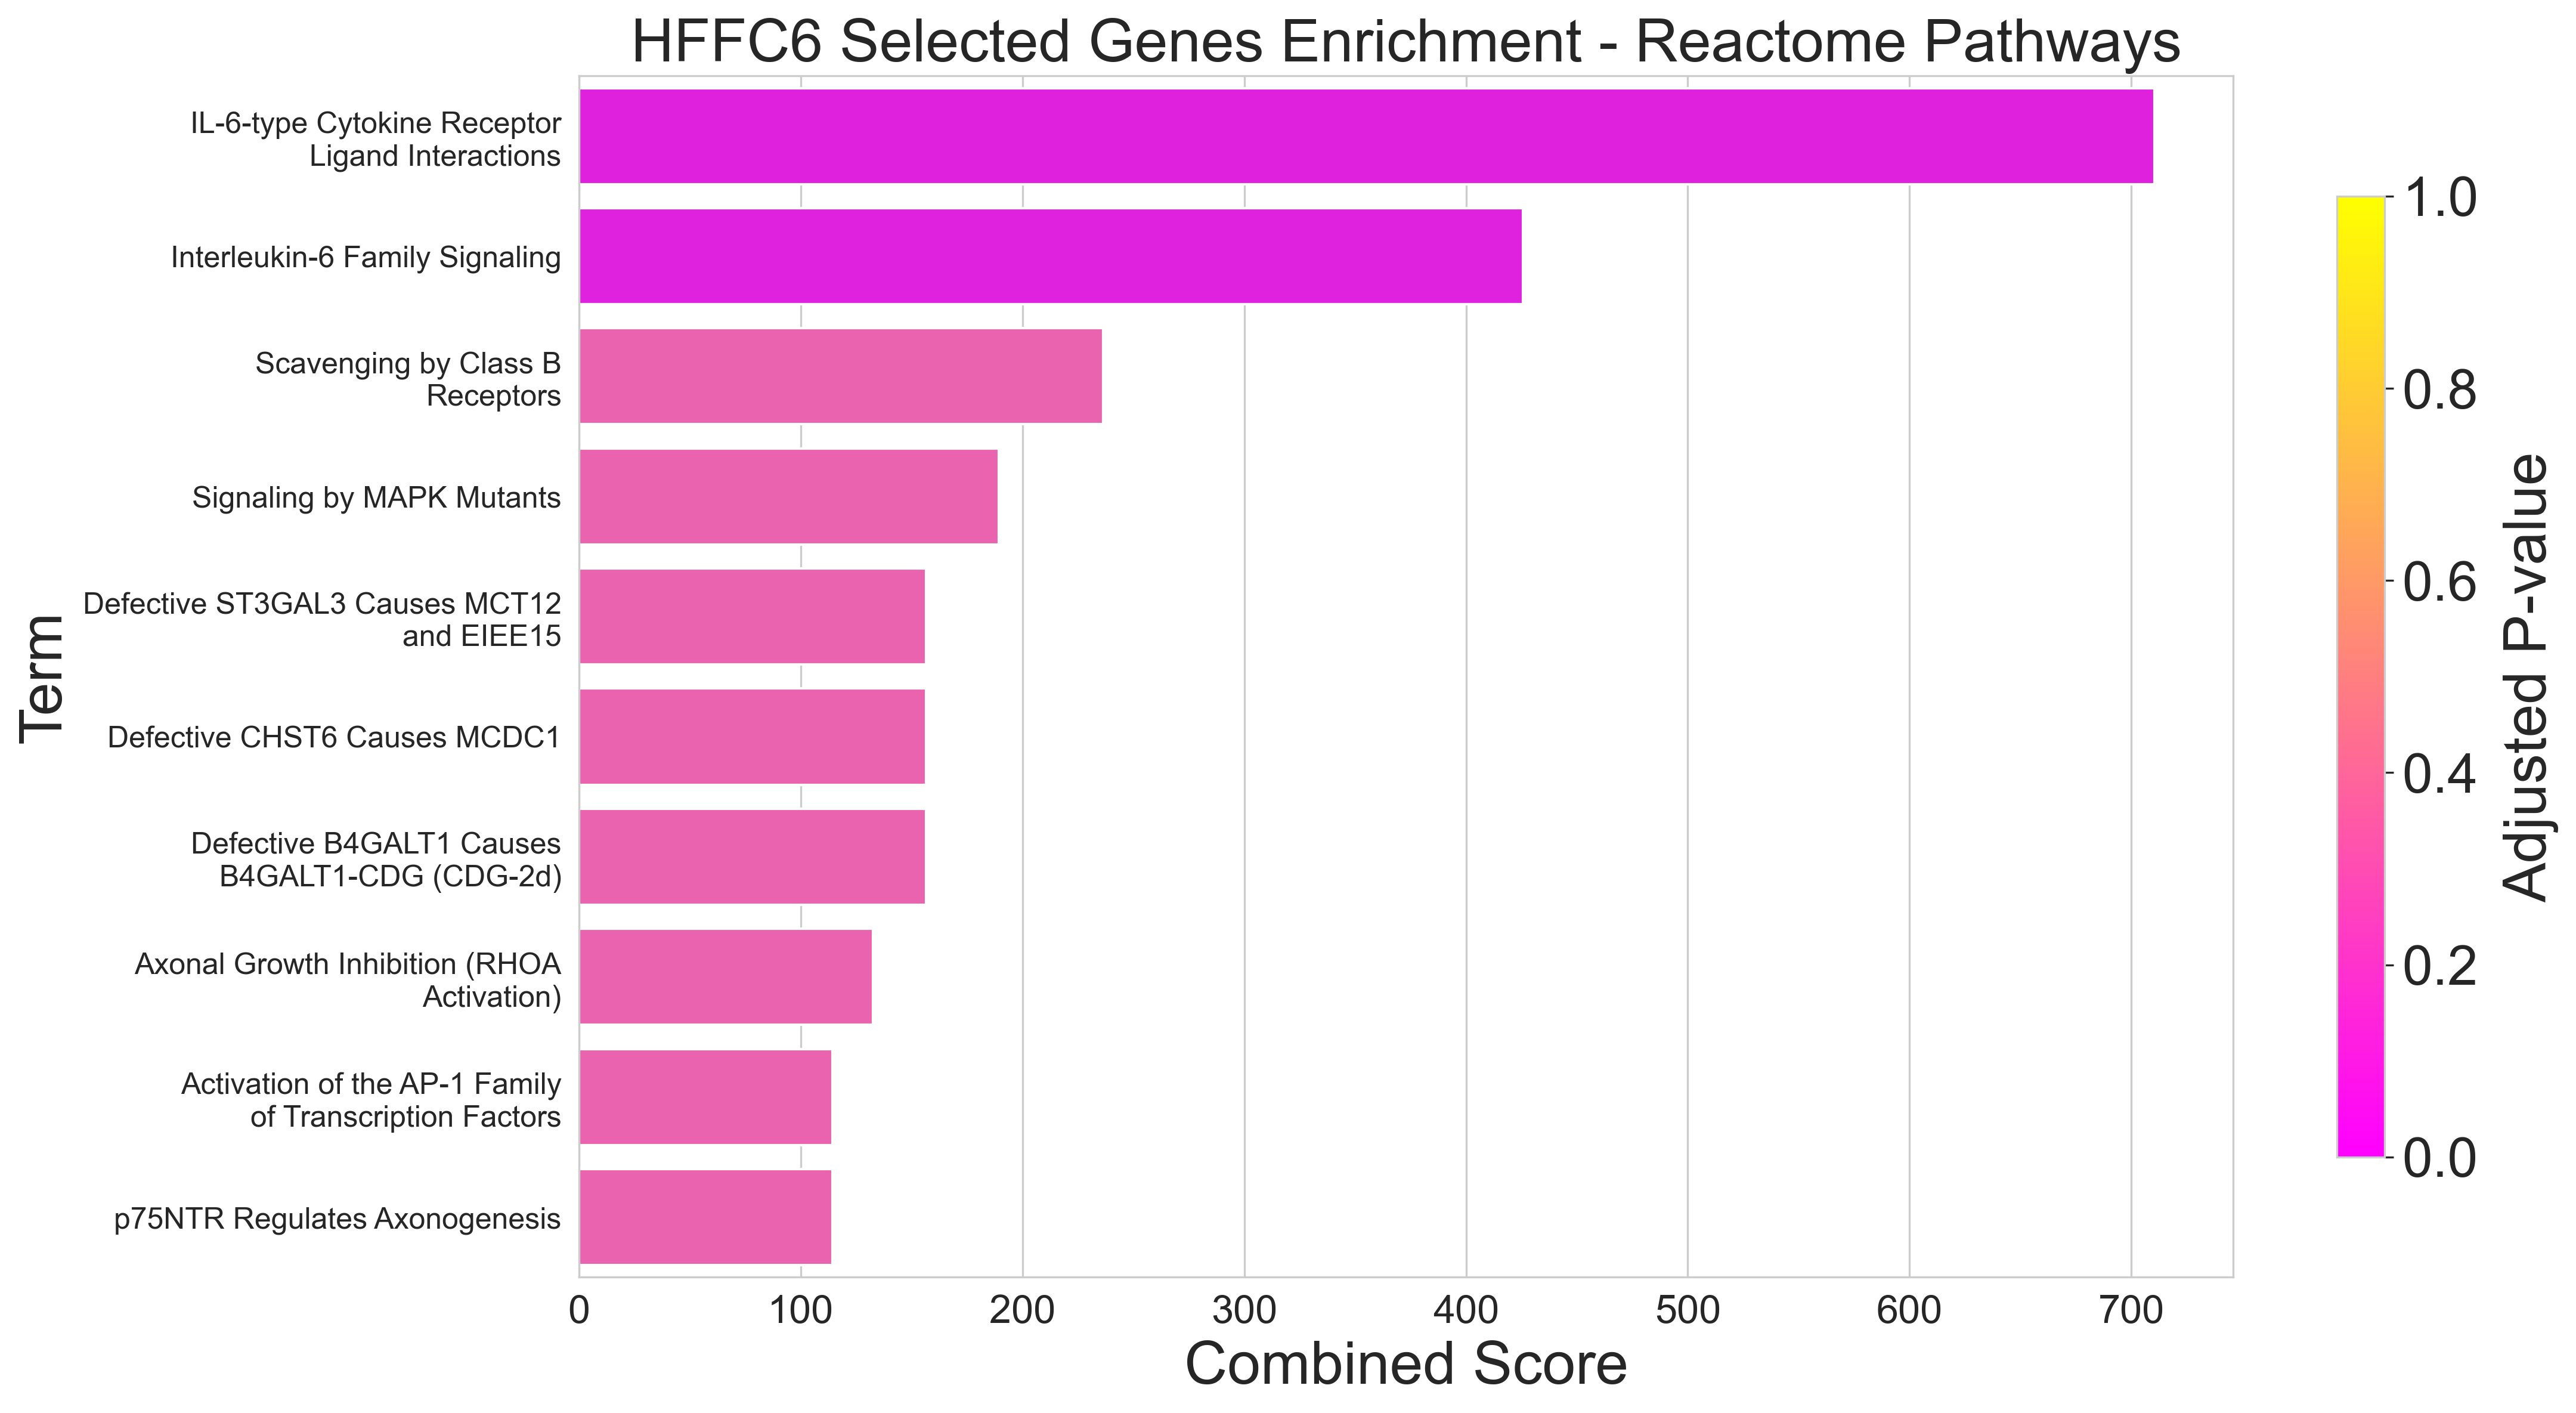 HFFC6 Selected Genes Enrichment - Reactome Pathways
IL-6-type Cytokine Receptor
Ligand Interactions
Interleukin-6 Family Signaling
Scavenging by Class B
Receptors
Signaling by MAPK Mutants
Defective ST3GAL3 Causes MCT12
and EIEE15
Defective CHST6 Causes MCDC1
Defective B4GALT1 Causes
B4GALT1-CDG (CDG-2d)
Axonal Growth Inhibition (RHOA
Activation)
Activation of the AP-1 Family
of Transcription Factors
p75NTR Regulates Axonogenesis
Term
0 100 200 300 400 500 600 700
Combined Score
1.0
0.8
0.6
0.4
0.2
0.0
Adjusted P-value